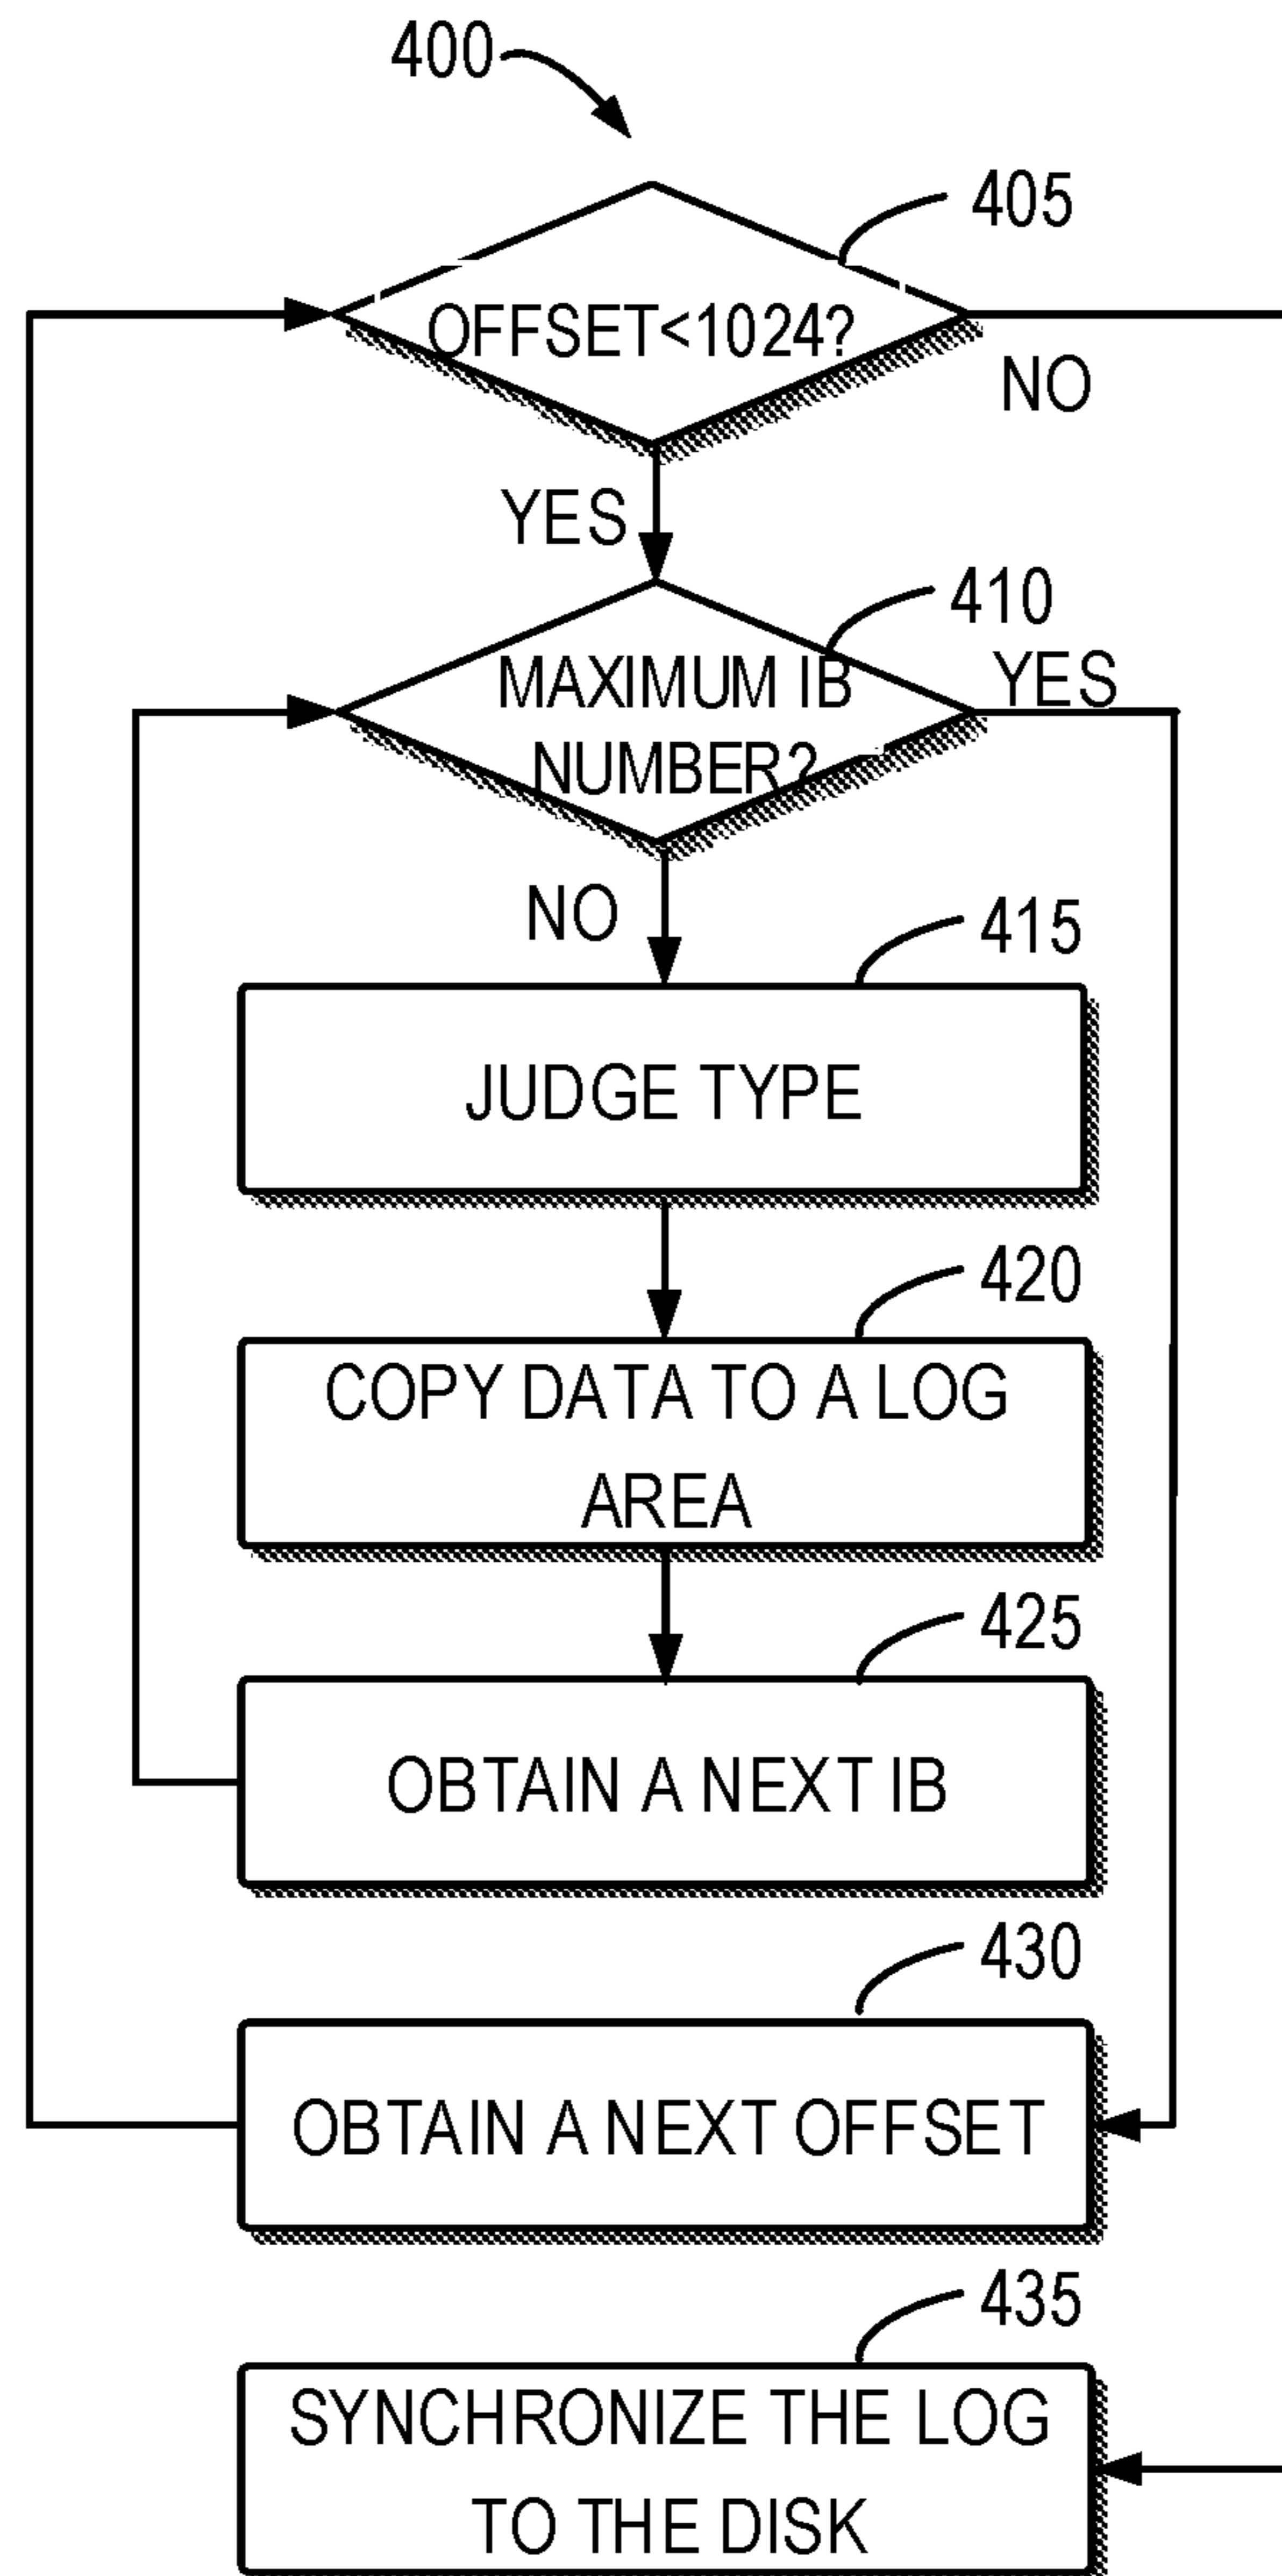 400
405
OFFSET<1024?
NO
YES
410
MAXIMUM IB
YES
NUMBER?
NO
415
JUDGE TYPE
420
COPY DATA TO A LOG
AREA
425
OBTAIN A NEXT IB
430
OBTAIN A NEXT OFFSET
435
SYNCHRONIZE THE LOG
TO THE DISK